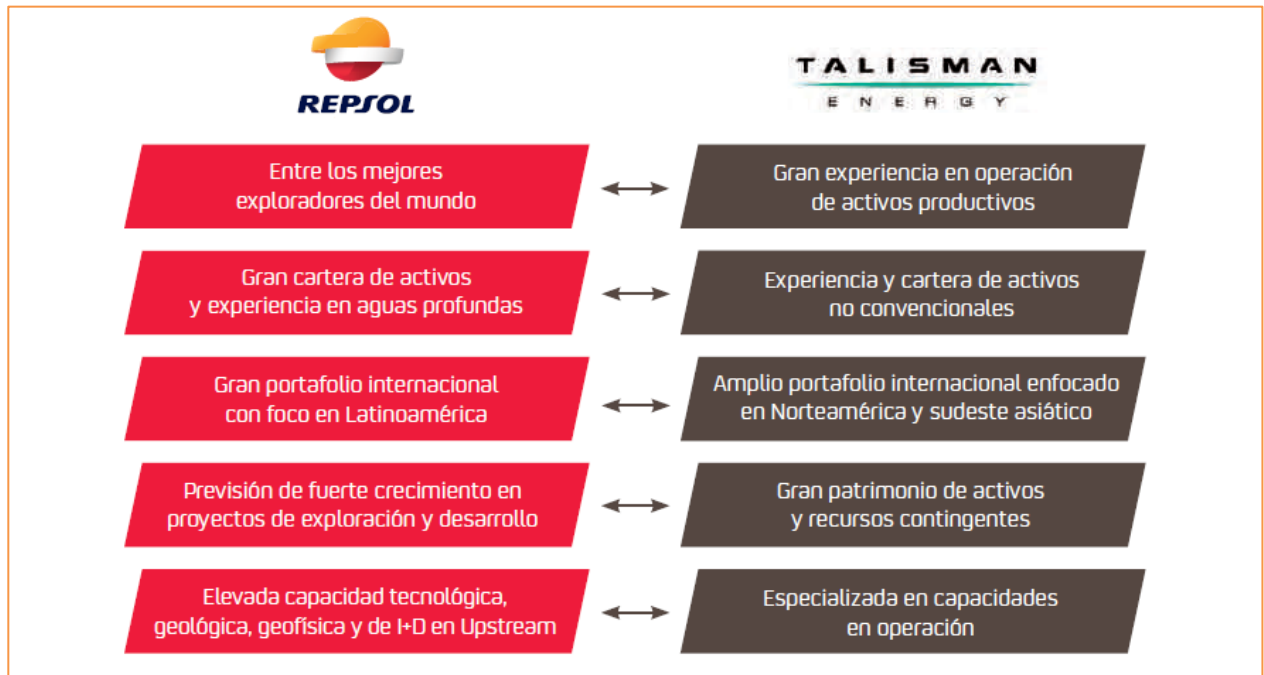 REPSOL
TALISMAN
ENERGY
Entre los mejores
exploradores del mundo
Gran experiencia en operación
de activos productivos
Gran cartera de activos
y experiencia en aguas profundas
Experiencia y cartera de activos
no convencionales
Gran portafolio internacional
con foco en Latinoamérica
Amplio portafolio internacional enfocado
en Norteamérica y sudeste asiático
Previsión de fuerte crecimiento en
proyectos de exploración y desarrollo
Gran patrimonio de activos
y recursos contingentes
Elevada capacidad tecnológica,
geológica, geofísica y de I+D en Upstream
Especializada en capacidades
en operación